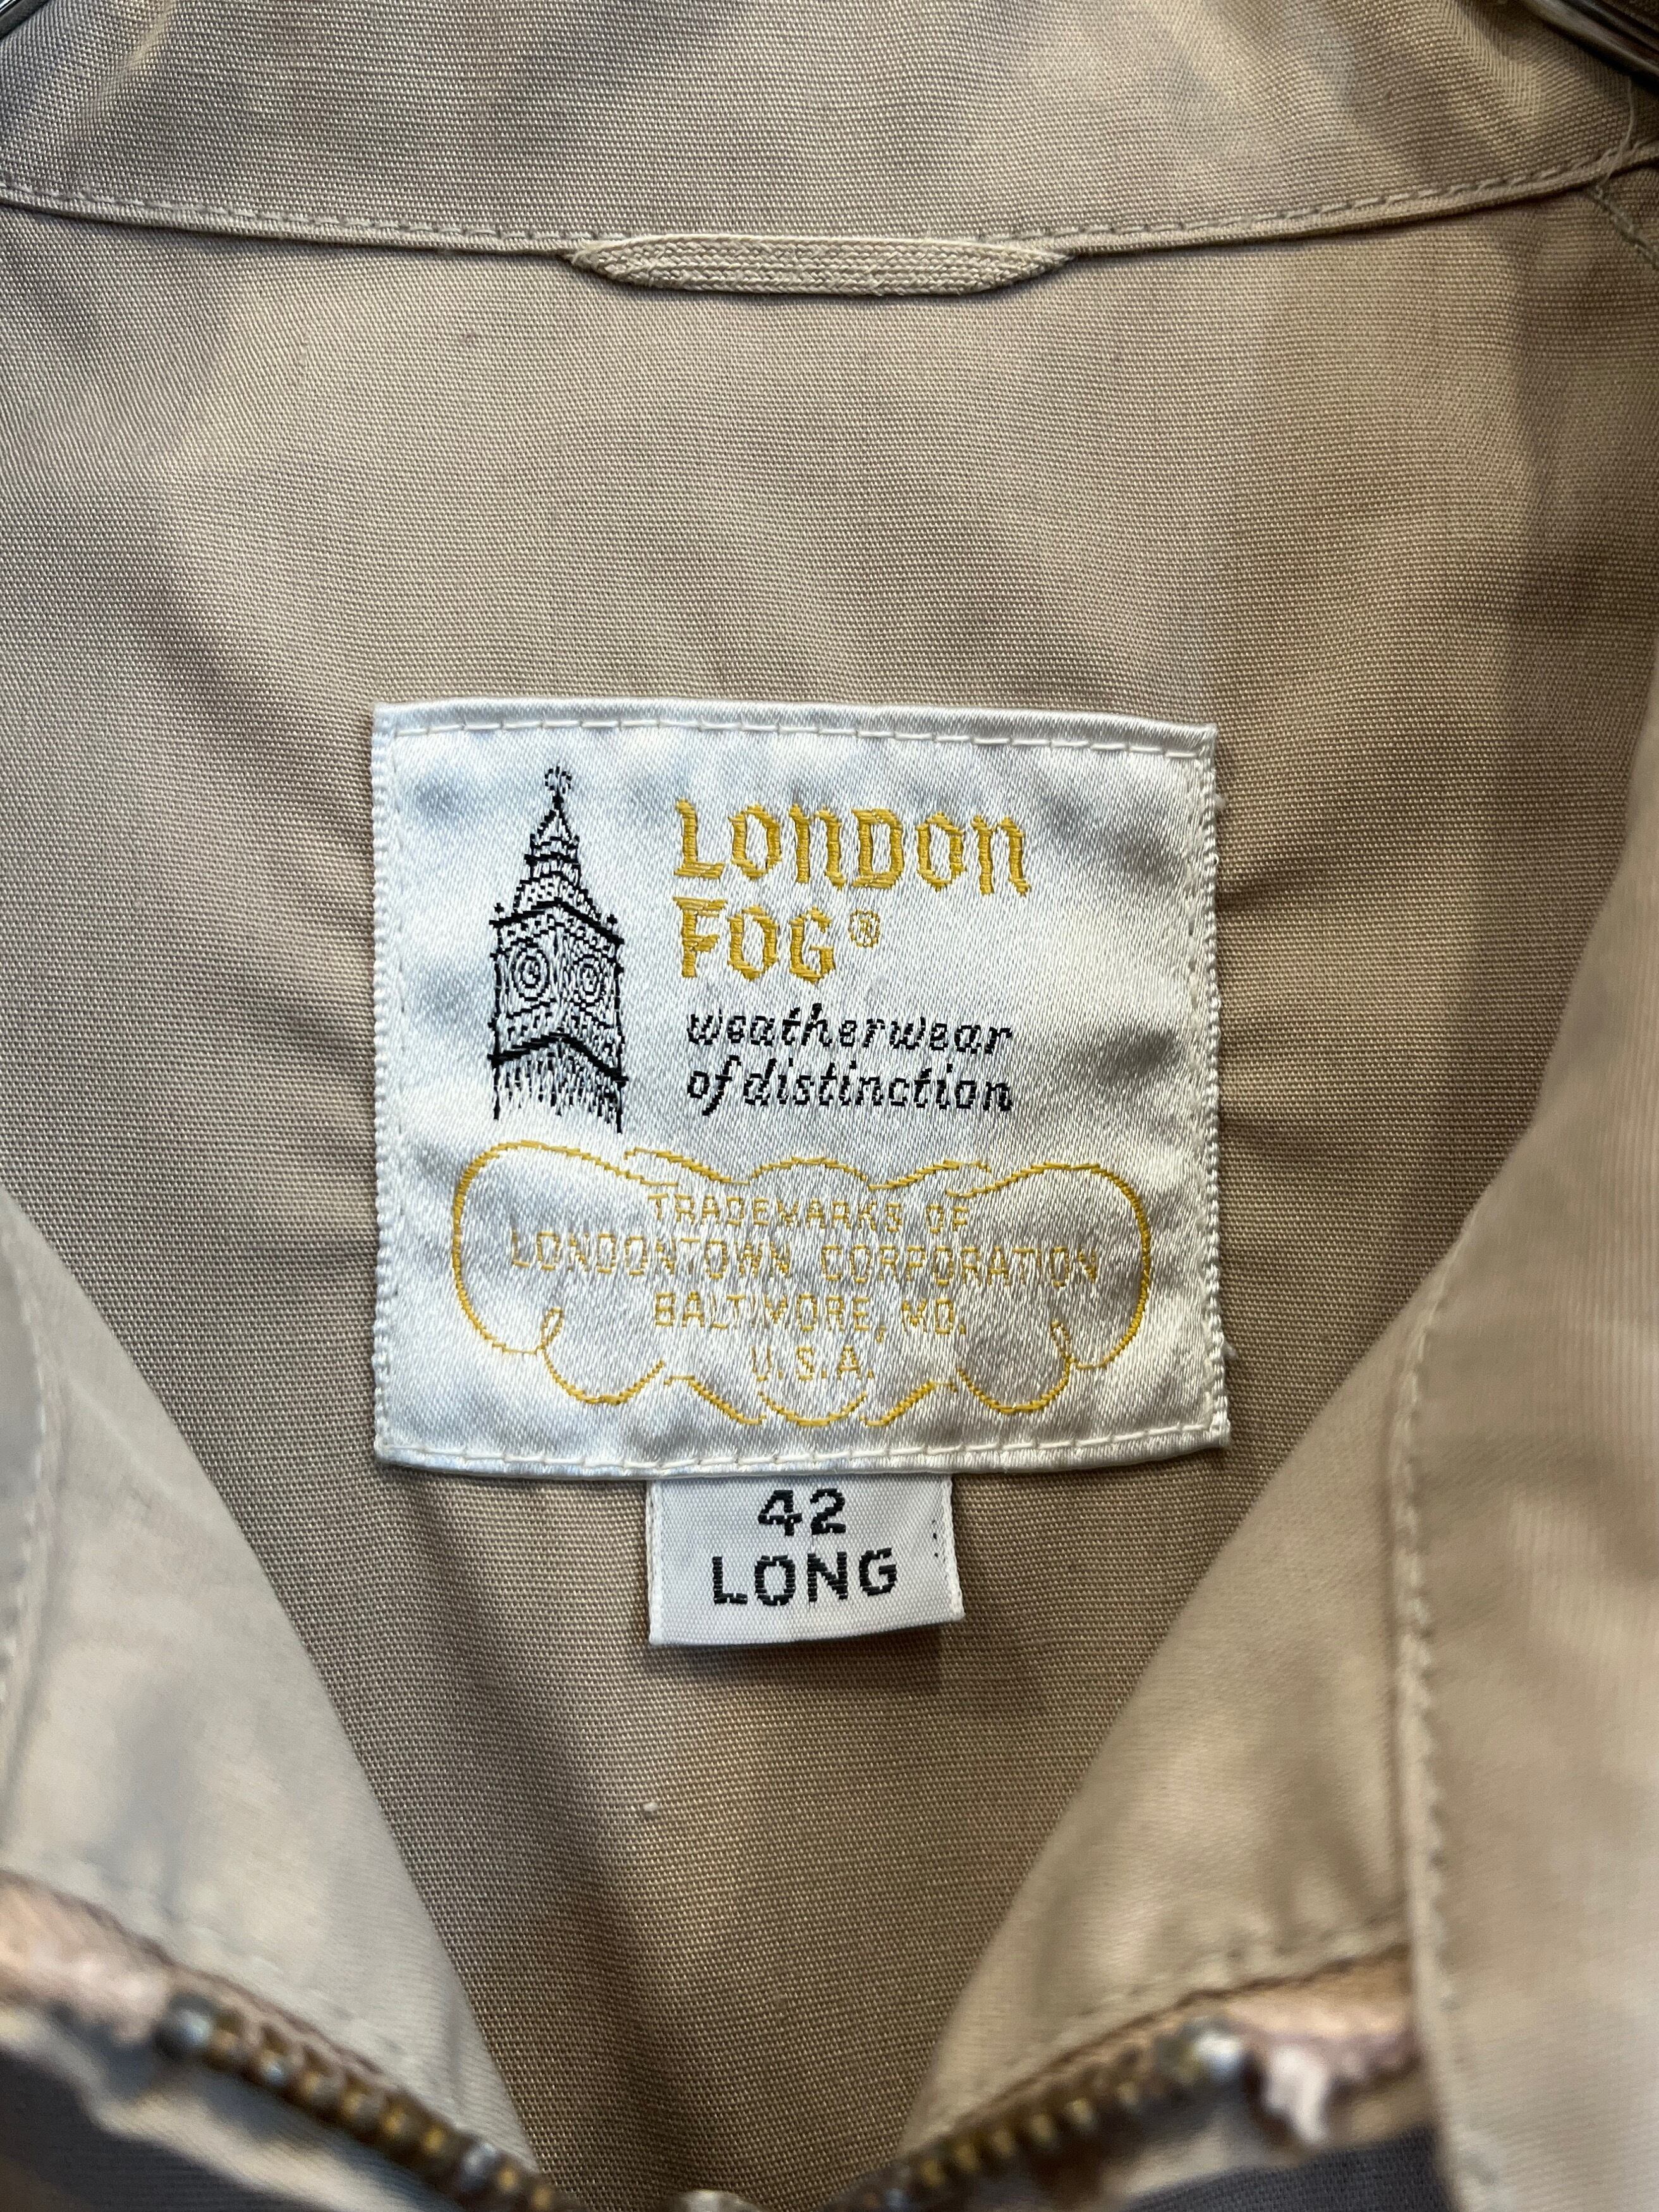 LONDON
FOG®
weatherwear
of distinction
TRADEMARKS OF
LONDONTOWN CORPORATION
BALTIMORE, MD.
U.S.A.
42
LONG